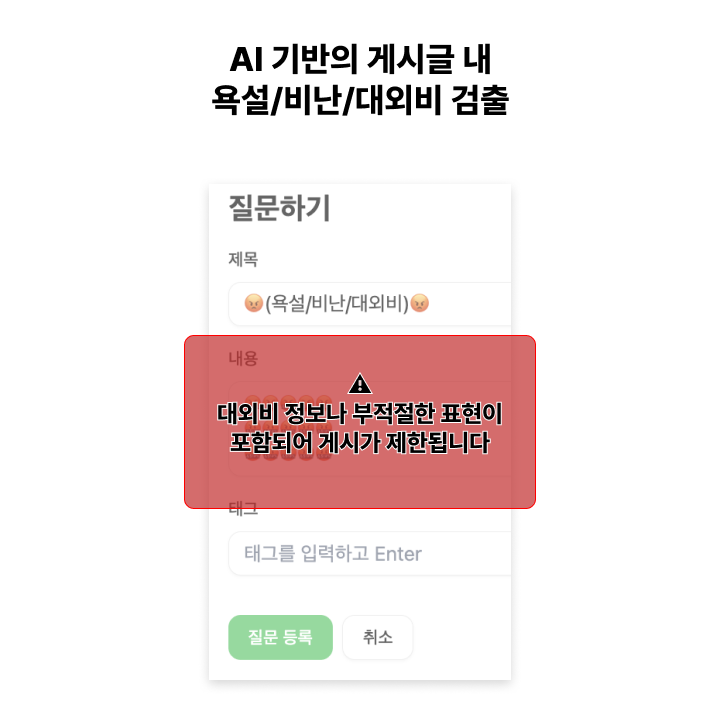 AI 기반의 게시글 내
욕설/비난/대외비 검출
질문하기
제목
😡(욕설/비난/대외비)😡
내용
⚠
대외비 정보나 부적절한 표현이
포함되어 게시가 제한됩니다
태그
태그를 입력하고 Enter
질문 등록
취소